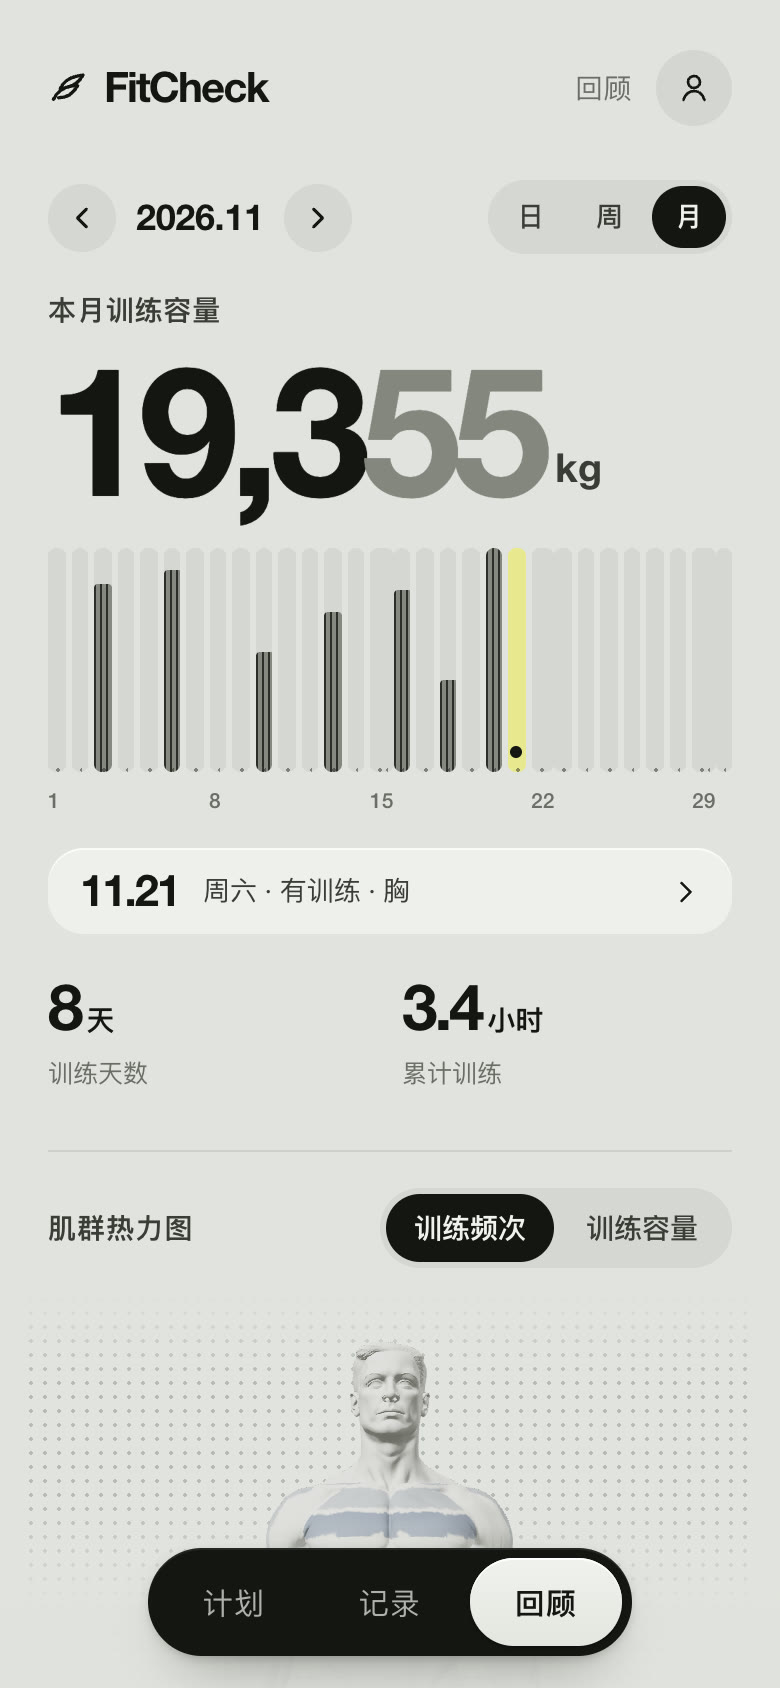 FitCheck 回顾
2026.11 日 周 月
本月训练容量
19,355 kg
1 8 15 22 29
11.21 周六 · 有训练 · 胸
8天 3.4小时
训练天数 累计训练
肌群热力图 训练频次 训练容量
计划 记录 回顾